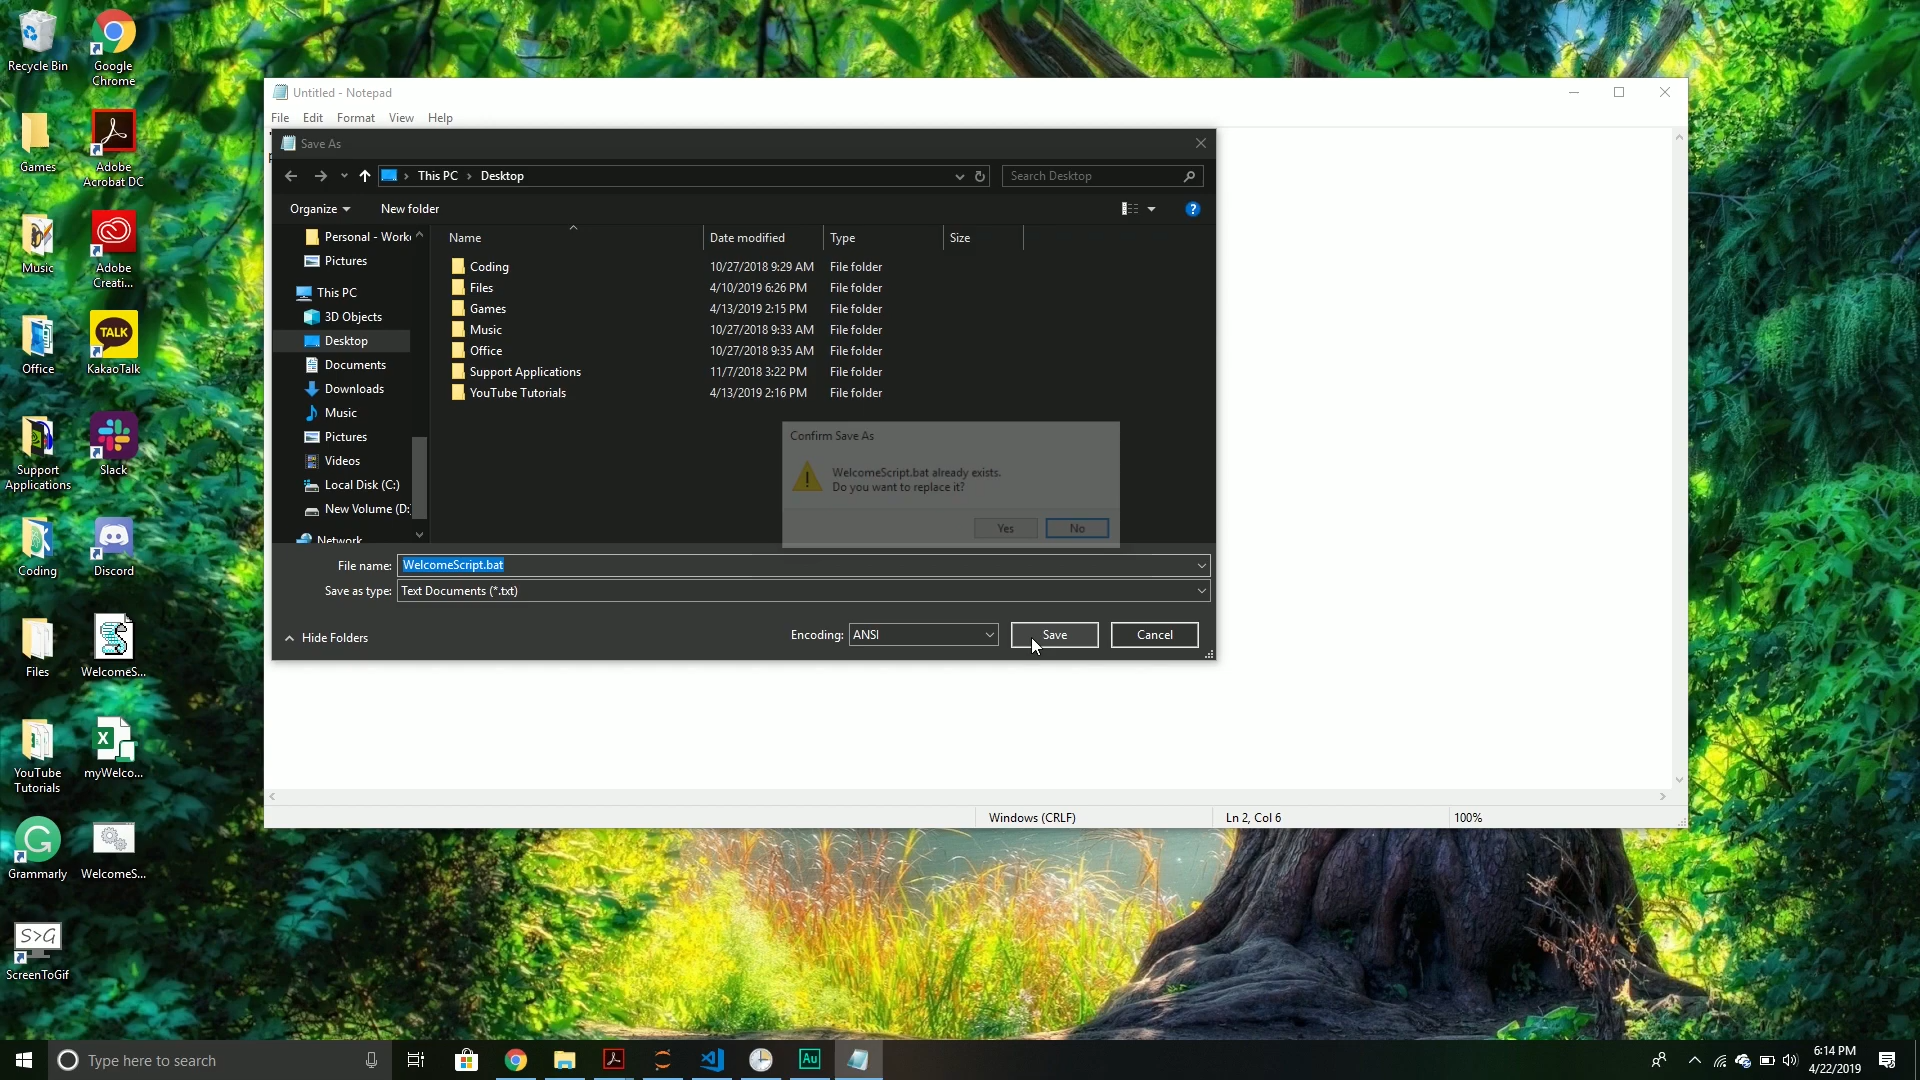 Recycle Bin
Google
Chrome
Games
Adobe
Acrobat DC
Music
Adobe
Creati...
Office
TALK
KakaoTalk
Support
Applications
Slack
Coding
Discord
Files
WelcomeS...
YouTube
Tutorials
myWelco...
Grammarly
WelcomeS...
S>G
ScreenToGif
Untitled - Notepad
File Edit Format View Help
Save As
This PC > Desktop
Search Desktop
Organize
New folder
Personal - Work
Pictures
This PC
3D Objects
Desktop
Documents
Downloads
Music
Pictures
Videos
Local Disk (C:)
New Volume (D:
Network
Name Date modified Type Size
Coding 10/27/2018 9:29 AM File folder
Files 4/10/2019 6:26 PM File folder
Games 4/13/2019 2:15 PM File folder
Music 10/27/2018 9:33 AM File folder
Office 10/27/2018 9:35 AM File folder
Support Applications 11/7/2018 3:22 PM File folder
YouTube Tutorials 4/13/2019 2:16 PM File folder
Confirm Save As
WelcomeScript.bat already exists.
Do you want to replace it?
Yes No
File name: WelcomeScript.bat
Save as type: Text Documents (*.txt)
Hide Folders
Encoding: ANSI
Save
Cancel
Windows (CRLF) Ln 2, Col 6 100%
Type here to search
Au
6:14 PM
4/22/2019